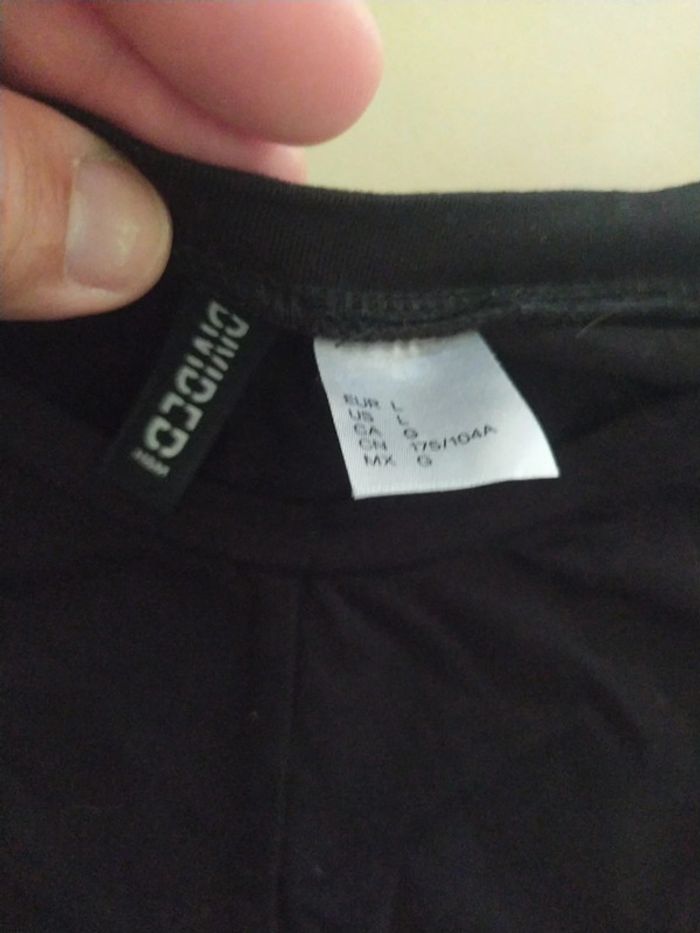 DIVIDED
EUR L
US L
CA G
CN 175/104A
MX G